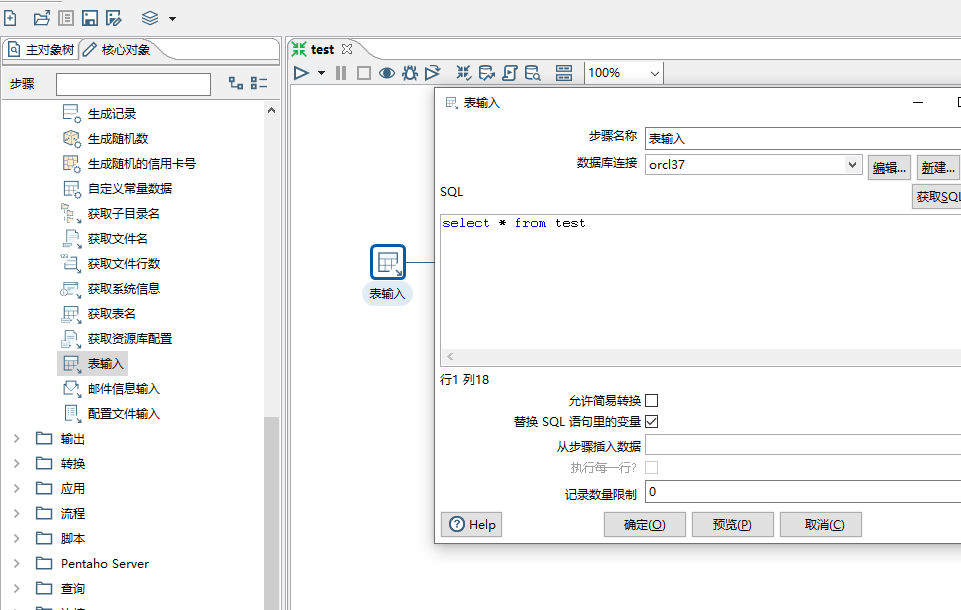 主对象树 核心对象
步骤
生成记录
生成随机数
生成随机的信用卡号
自定义常量数据
获取子目录名
获取文件名
获取文件行数
获取系统信息
获取表名
获取资源库配置
表输入
邮件信息输入
配置文件输入
输出
转换
应用
流程
脚本
Pentaho Server
查询
test
100%
表输入
表输入
步骤名称 表输入
数据库连接 orcl37 编辑... 新建...
SQL 获取SQL
select * from test
行1 列18
允许简易转换
替换 SQL 语句里的变量
从步骤插入数据
执行每一行?
记录数量限制 0
Help 确定(O) 预览(P) 取消(C)